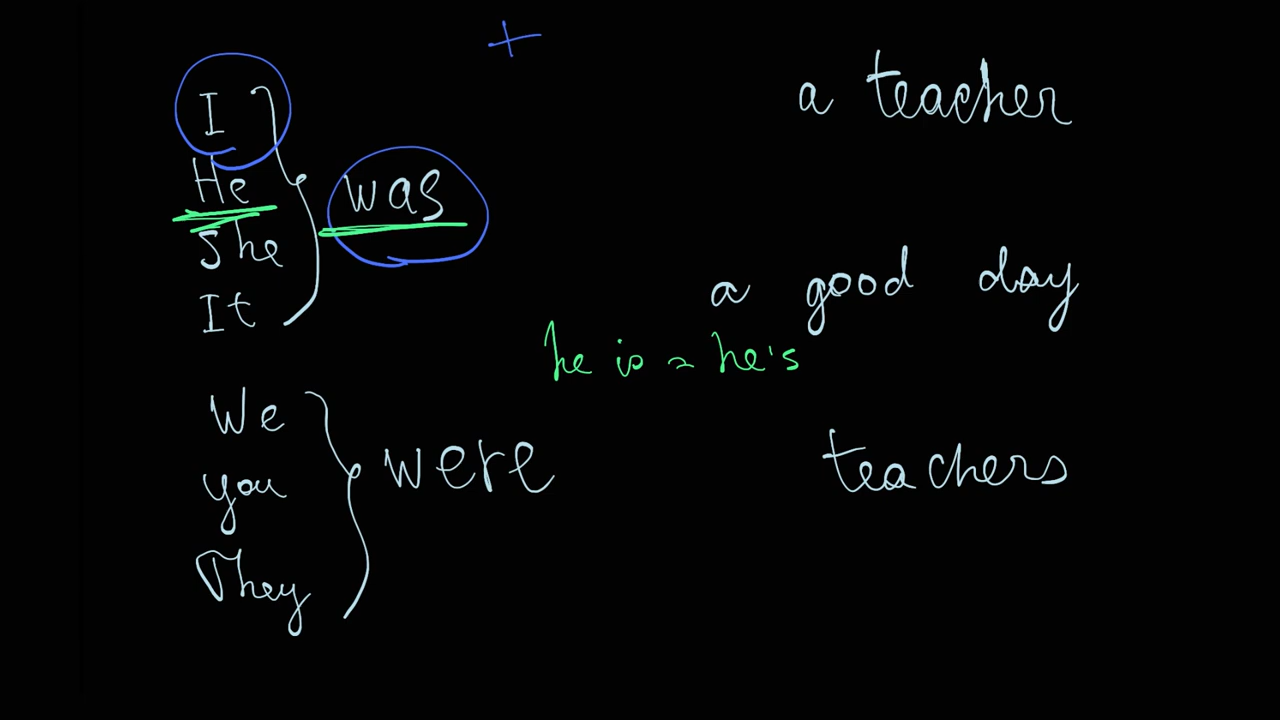 +
I
a teacher
He
was
She
It
a good day
he is = he's
We
you
were
teachers
They